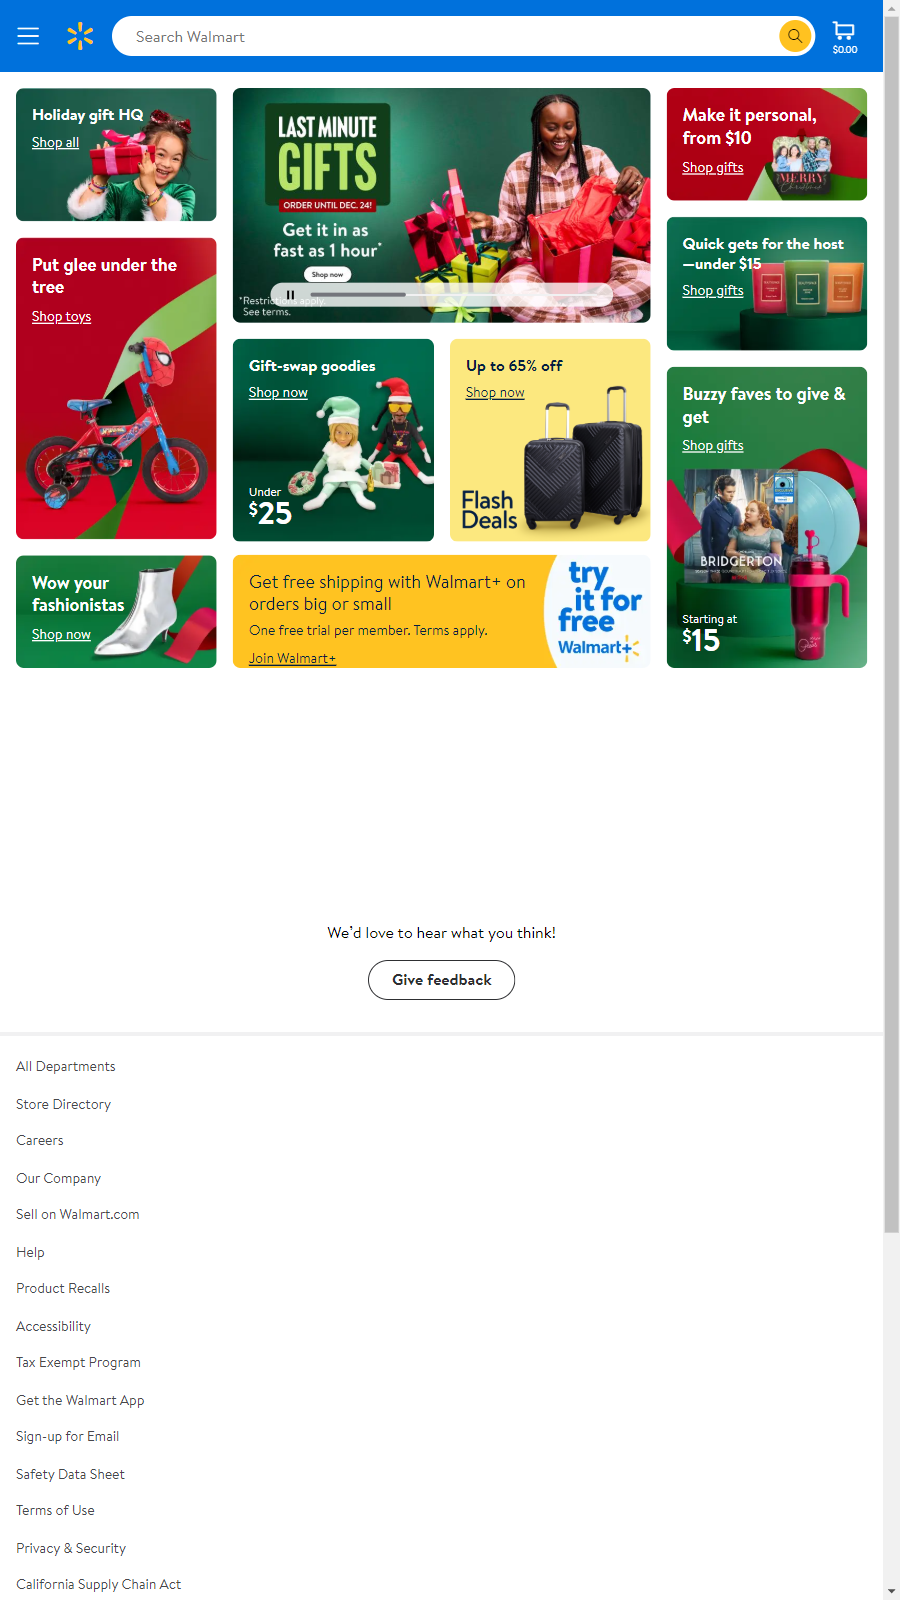 Search Walmart
$0.00
Holiday gift HQ
Shop all
LAST MINUTE
GIFTS
ORDER UNTIL DEC. 24!
Get it in as
fast as 1 hour*
Shop now
*Restrictions apply.
See terms.
Make it personal,
from $10
Shop gifts
MERRY
Christmas
Put glee under the
tree
Shop toys
Quick gets for the host
—under $15
Shop gifts
Gift-swap goodies
Shop now
Under
$25
Up to 65% off
Shop now
Flash
Deals
Buzzy faves to give &
get
Shop gifts
BRIDGERTON
Starting at
$15
Wow your
fashionistas
Shop now
Get free shipping with Walmart+ on
orders big or small
One free trial per member. Terms apply.
Join Walmart+
try
it for
free
Walmart+
We'd love to hear what you think!
Give feedback
All Departments
Store Directory
Careers
Our Company
Sell on Walmart.com
Help
Product Recalls
Accessibility
Tax Exempt Program
Get the Walmart App
Sign-up for Email
Safety Data Sheet
Terms of Use
Privacy & Security
California Supply Chain Act